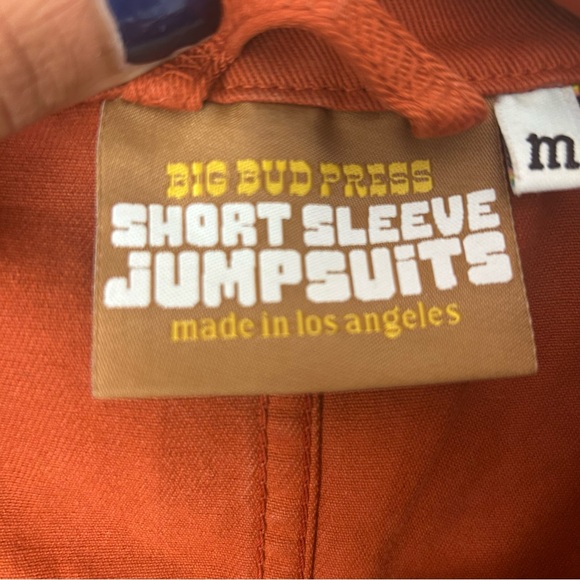 BIG BUD PRESS
SHORT SLEEVE
JUMPSUiTS
made in los angeles
m